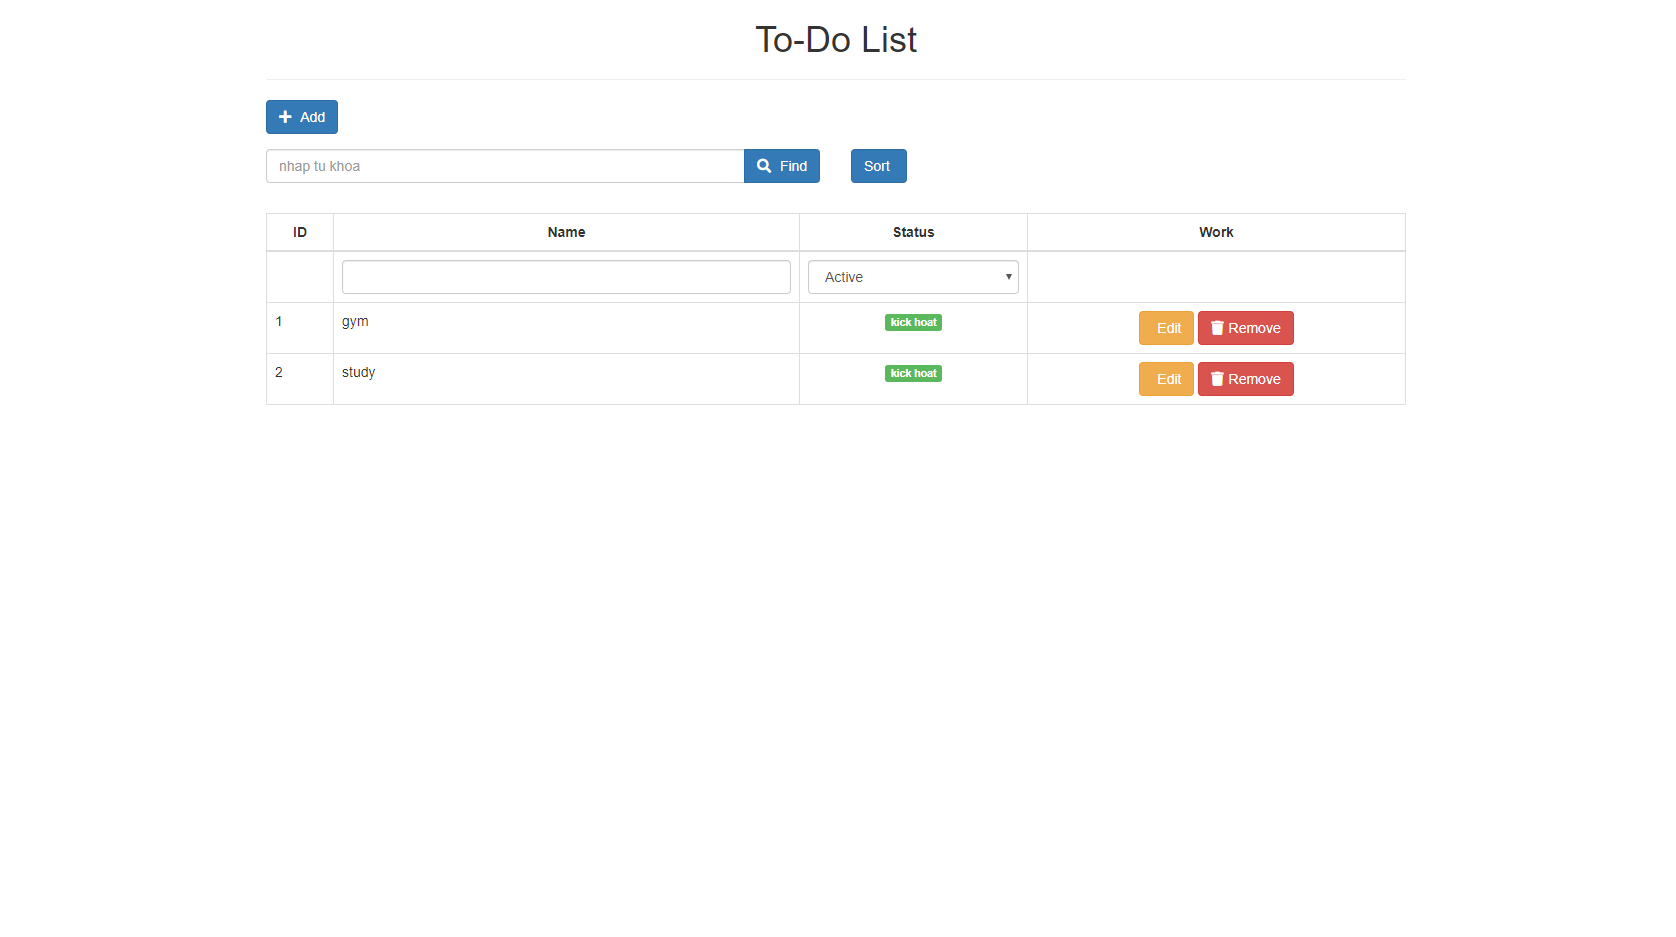 To-Do List
Add
nhap tu khoa Find Sort
ID Name Status Work
Active
1 gym kick hoat Edit Remove
2 study kick hoat Edit Remove